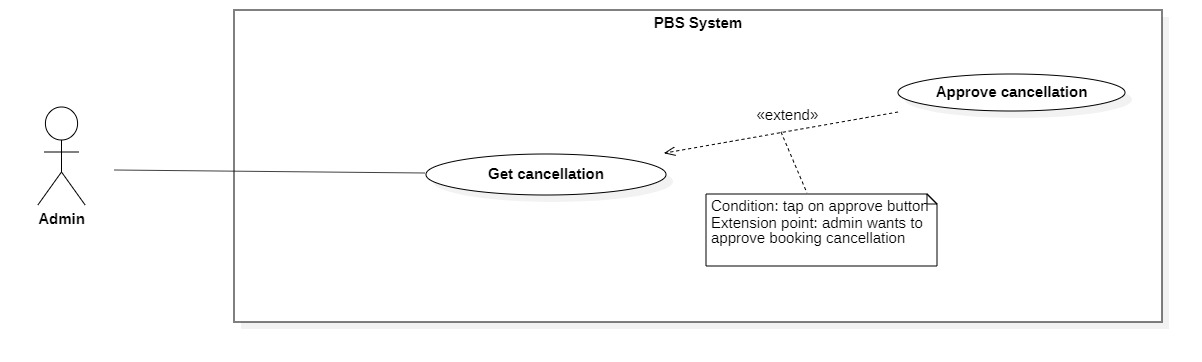 PBS System
Approve cancellation
«extend»
Get cancellation
Admin
Condition: tap on approve button
Extension point: admin wants to
approve booking cancellation